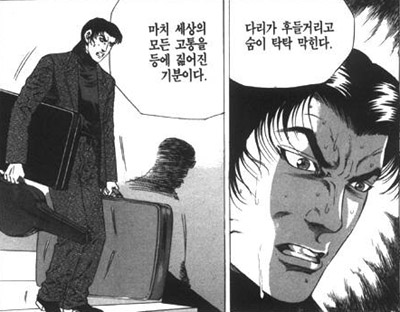 마치 세상의
모든 고통을
등에 짊어진
기분이다.
다리가 후들거리고
숨이 탁탁 막힌다.